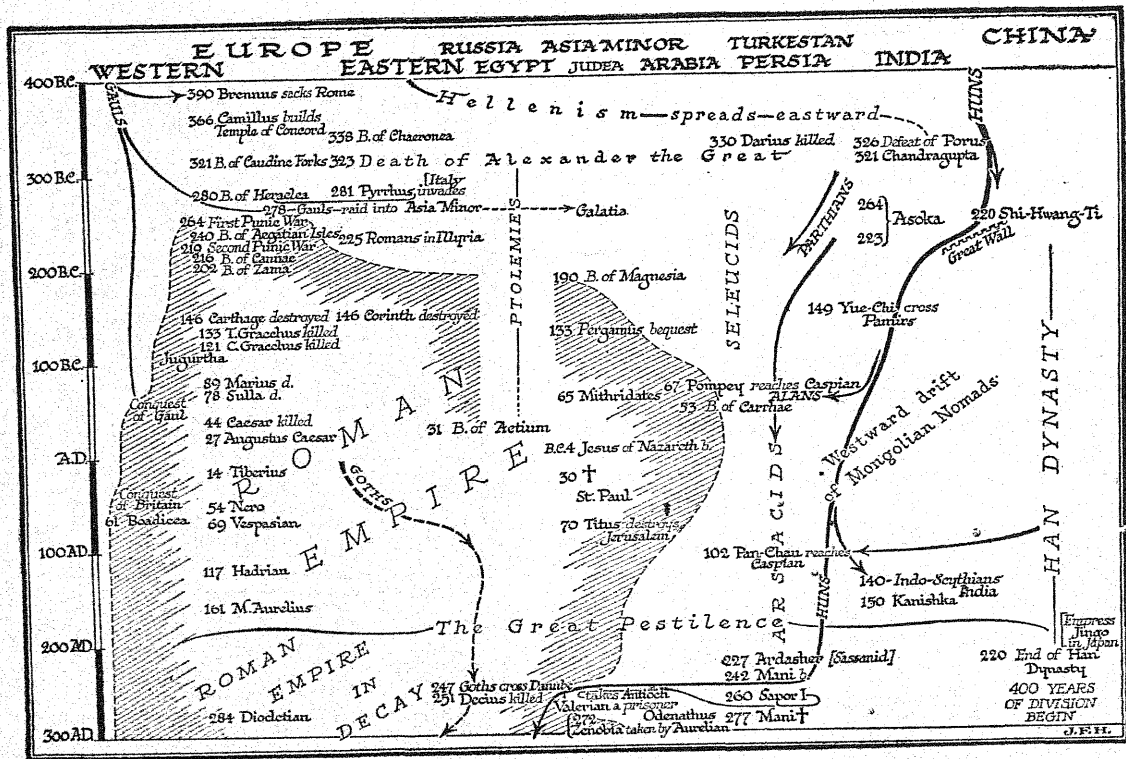 EUROPE RUSSIA ASIA MINOR TURKESTAN CHINA
WESTERN EASTERN EGYPT JUDEA ARABIA PERSIA INDIA
400 B.C.
GAULS
390 Brennus sacks Rome
Hellenism—spreads—eastward
HUNS
366 Camillus builds
Temple of Concord
338 B. of Chaeronea
330 Darius killed
326 Defeat of Porus
321 B. of Caudine Forks
323 Death of Alexander the Great
321 Chandragupta
300 B.C.
280 B. of Heraclea
281 Pyrrhus invades
[Italy
278—Gauls—raid into Asia Minor
Galatia
PARTHIANS
264
223
Asoka
220 Shi-Hwang-Ti
Great Wall
264 First Punic War
240 B. of Aegatian Isles
225 Romans in Illyria
219 Second Punic War
216 B. of Cannae
202 B. of Zama
PTOLEMIES
SELEUCIDS
200 B.C.
190 B. of Magnesia
149 Yue-Chi cross
Pamirs
146 Carthage destroyed
146 Corinth destroyed
133 T. Gracchus killed
121 C. Gracchus killed
133 Pergamus bequest
Jugurtha
100 B.C.
89 Marius d.
78 Sulla d.
65 Mithridates
67 Pompey reaches Caspian
ALANS
53 B. of Carrhae
Conquest
of Gaul
44 Caesar killed
27 Augustus Caesar
31 B. of Actium
Westward drift
of Mongolian Nomads
HAN DYNASTY
A.D.
B.C. 4 Jesus of Nazareth b.
ROMAN EMPIRE
14 Tiberius
GOTHS
30 †
St. Paul
ARSACIDS
Conquest
of Britain
61 Boadicea
54 Nero
69 Vespasian
70 Titus destroys
Jerusalem
100 A.D.
102 Pan-Chau reaches
Caspian
117 Hadrian
HUNS
140-Indo-Scythians
India
150 Kanishka
161 M. Aurelius
The Great Pestilence
[Empress
Jingo
in Japan
200 A.D.
ROMAN
EMPIRE
IN
DECAY
227 Ardasher [Sassanid]
242 Mani b.
220 End of Han
Dynasty
247 Goths cross Danube
251 Decius killed
takes Antioch
Valerian a prisoner
260 Sapor I
400 YEARS
OF DIVISION
BEGIN
284 Diocletian
272
Odenathus
Zenobia taken by Aurelian
277 Mani †
300 A.D.
J.F.H.